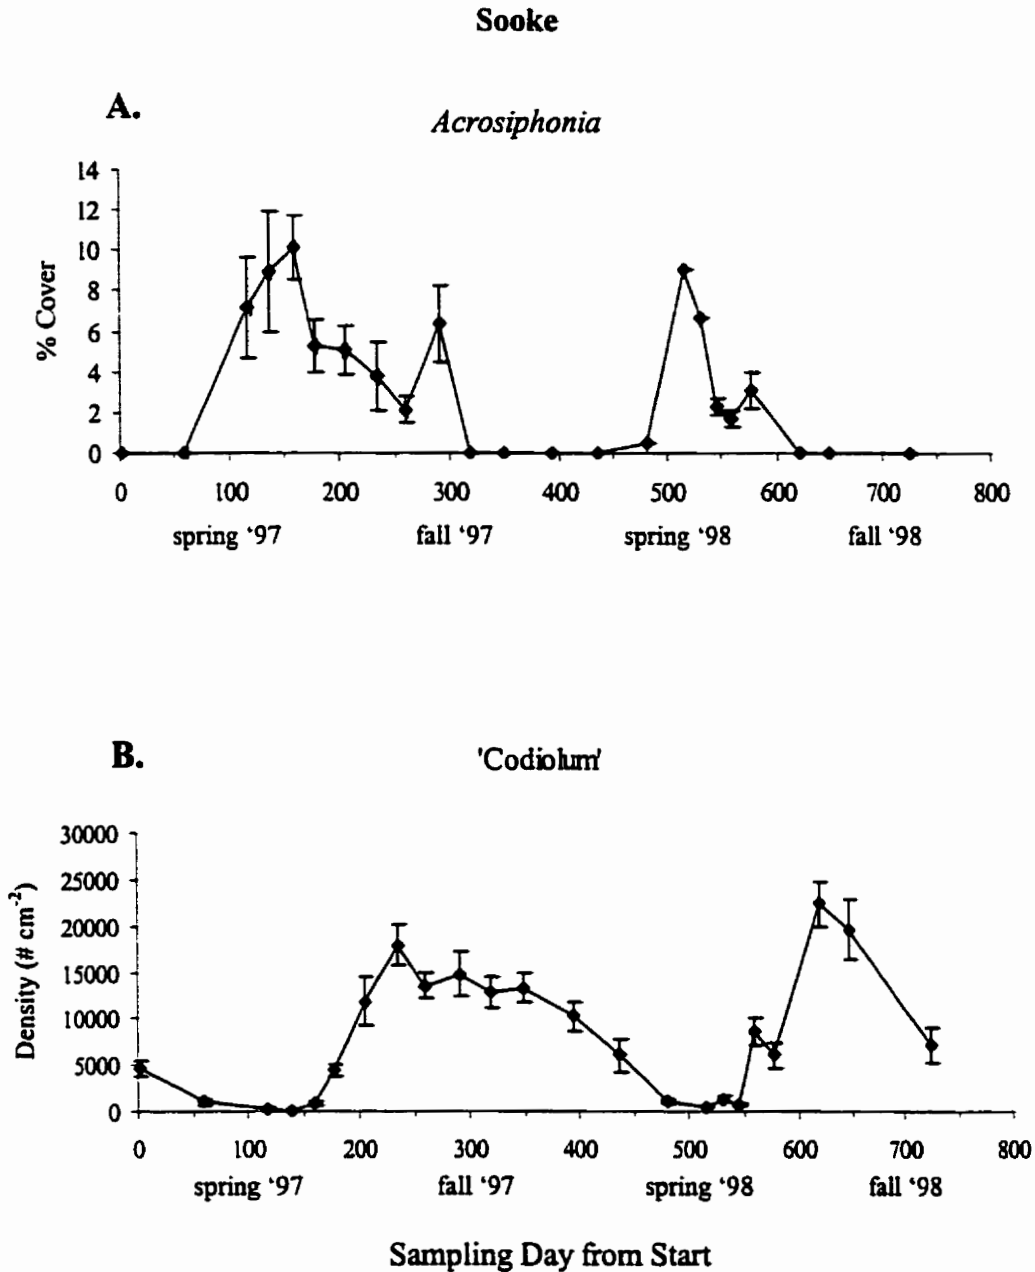 Sooke
A.
Acrosiphonia
14
12
10
8
6
4
2
0
% Cover
0 100 200 300 400 500 600 700 800
spring ‘97 fall ‘97 spring ‘98 fall ‘98
B.
'Codiolum'
30000
25000
20000
15000
10000
5000
0
Density (# cm⁻²)
0 100 200 300 400 500 600 700 800
spring ‘97 fall ‘97 spring ‘98 fall ‘98
Sampling Day from Start